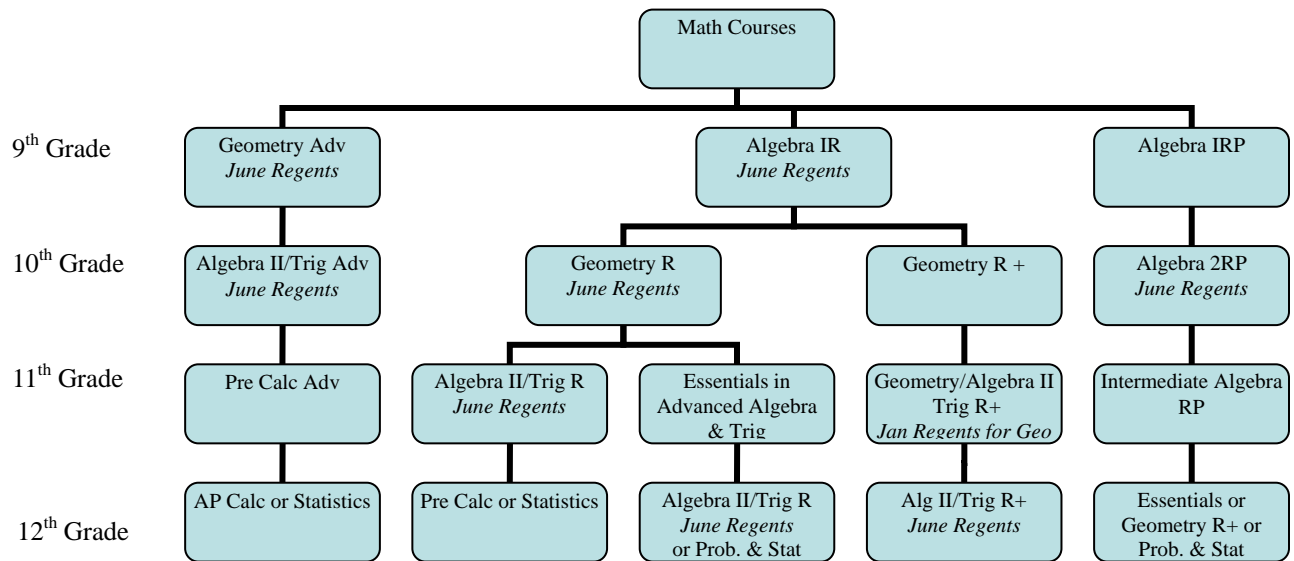 Math Courses
9th Grade
Geometry Adv
June Regents
Algebra IR
June Regents
Algebra IRP
10th Grade
Algebra II/Trig Adv
June Regents
Geometry R
June Regents
Geometry R +
Algebra 2RP
June Regents
11th Grade
Pre Calc Adv
Algebra II/Trig R
June Regents
Essentials in
Advanced Algebra
& Trig
Geometry/Algebra II
Trig R+
Jan Regents for Geo
Intermediate Algebra
RP
12th Grade
AP Calc or Statistics
Pre Calc or Statistics
Algebra II/Trig R
June Regents
or Prob. & Stat
Alg II/Trig R+
June Regents
Essentials or
Geometry R+ or
Prob. & Stat